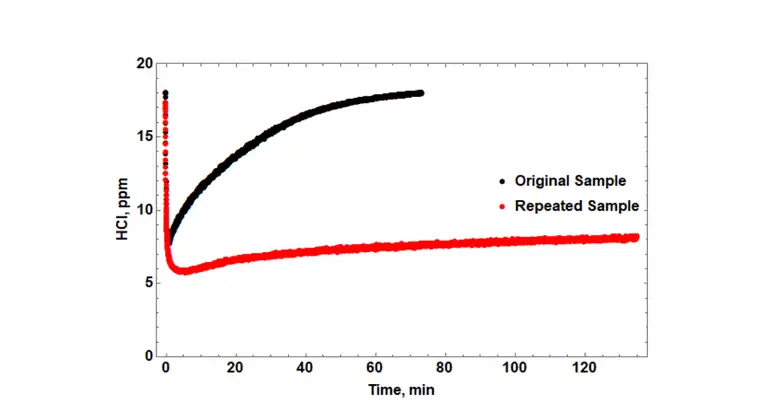 20
15
10
5
0
HCl, ppm
Original Sample
Repeated Sample
0 20 40 60 80 100 120
Time, min